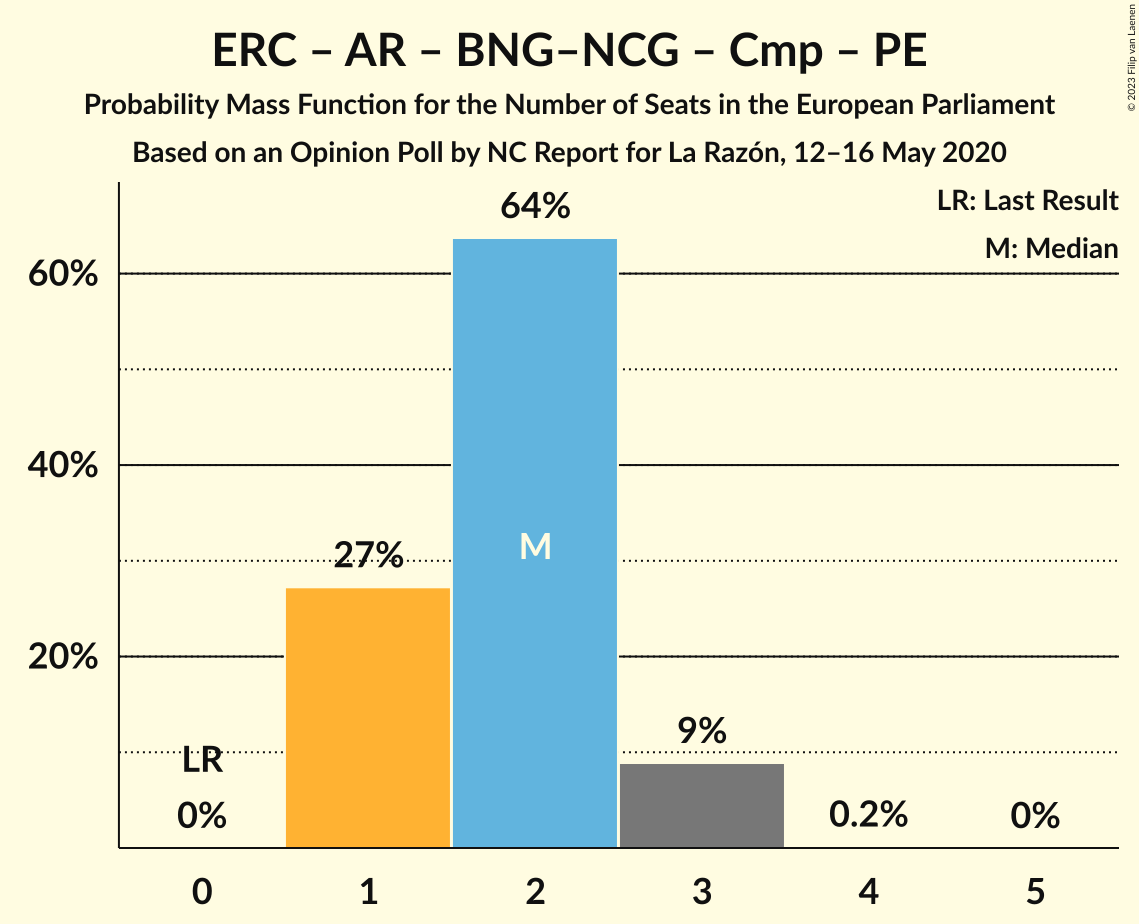 ERC – AR – BNG–NCG – Cmp – PE
Probability Mass Function for the Number of Seats in the European Parliament
Based on an Opinion Poll by NC Report for La Razón, 12–16 May 2020
© 2023 Filip van Laenen
LR: Last Result
M: Median
64%
60%
40%
27%
M
20%
9%
LR
0%
0.2%
0%
0 1 2 3 4 5